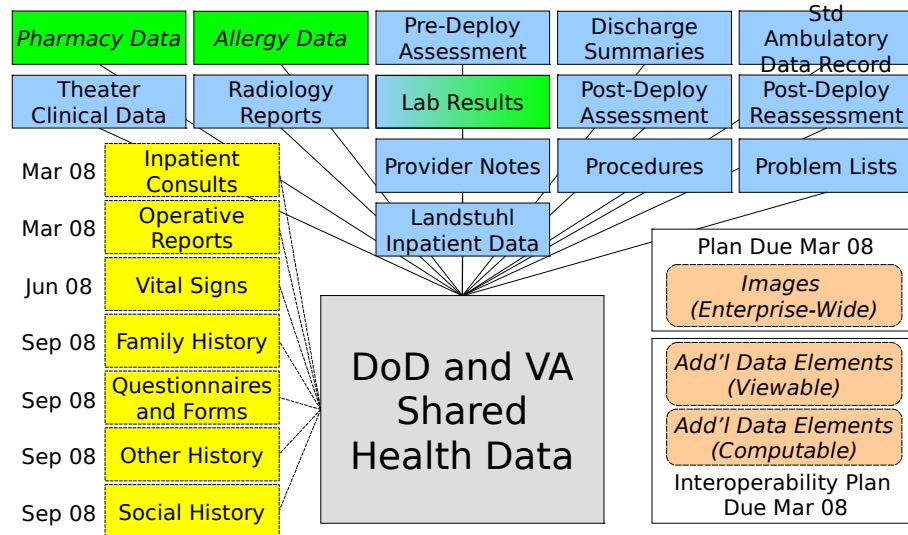 Pharmacy Data
Allergy Data
Pre-Deploy
Assessment
Discharge
Summaries
Std
Ambulatory
Data Record
Theater
Clinical Data
Radiology
Reports
Lab Results
Post-Deploy
Assessment
Post-Deploy
Reassessment
Provider Notes
Procedures
Problem Lists
Landstuhl
Inpatient Data
Mar 08
Inpatient
Consults
Mar 08
Operative
Reports
Jun 08
Vital Signs
Sep 08
Family History
Sep 08
Questionnaires
and Forms
Sep 08
Other History
Sep 08
Social History
DoD and VA
Shared
Health Data
Plan Due Mar 08
Images
(Enterprise-Wide)
Add'l Data Elements
(Viewable)
Add'l Data Elements
(Computable)
Interoperability Plan
Due Mar 08